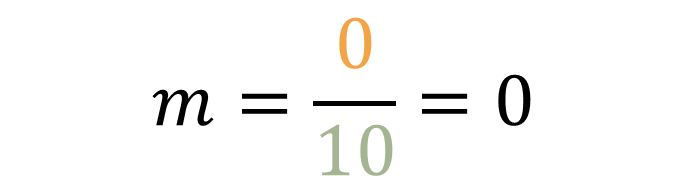 m = 0/10 = 0